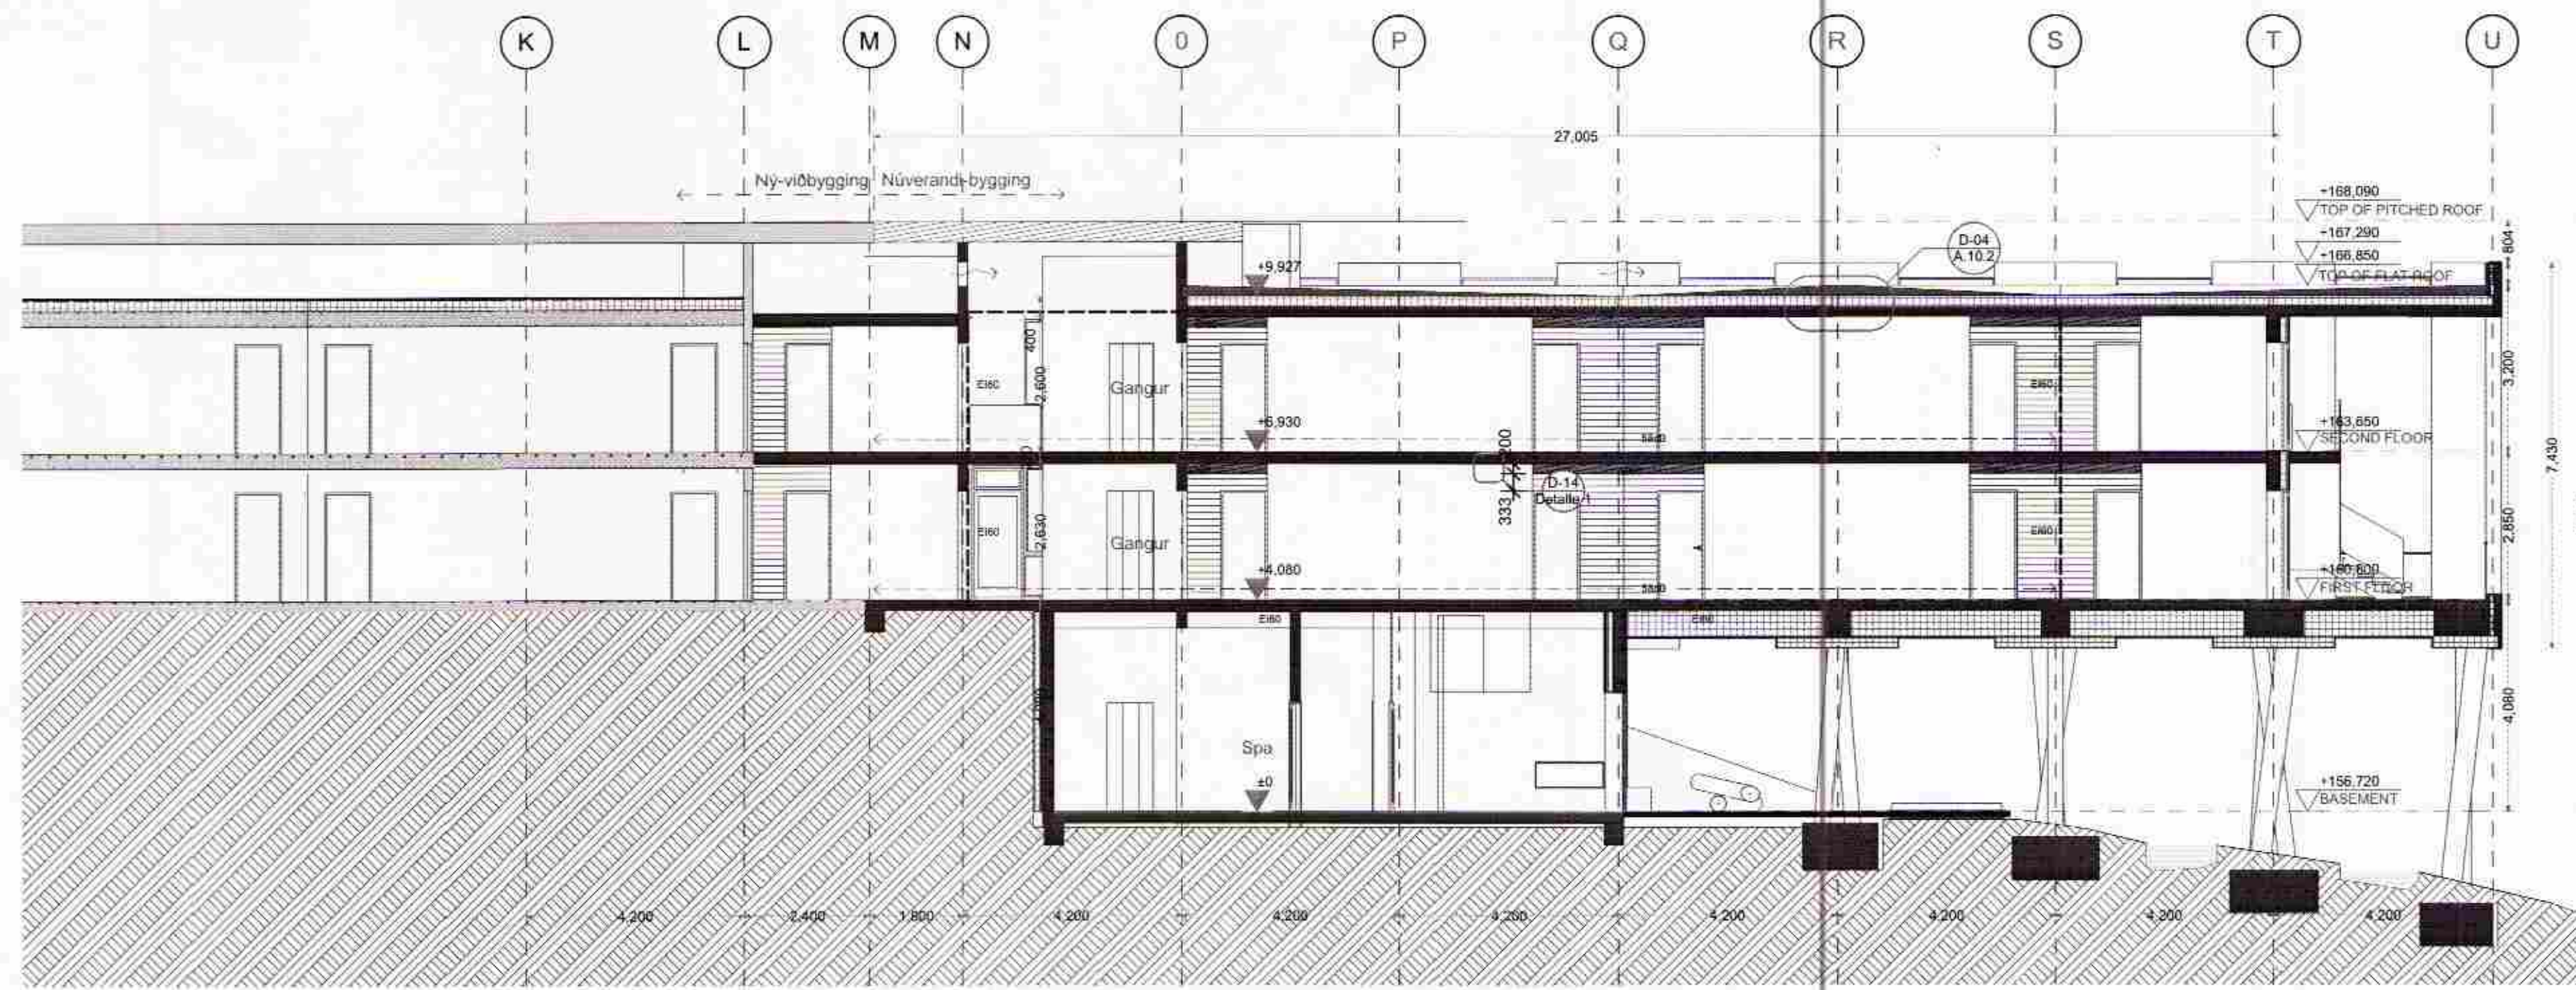 K
L
M
N
0
P
Q
R
S
T
U
27,005
Ný-viðbygging
Núverandi-bygging
+168,090
TOP OF PITCHED ROOF
+167,290
+166,850
TOP OF FLAT ROOF
804
D-04
A.10.2
+9,927
400
2,600
EI60
Gangur
EI60
3,200
+6,930
+163,650
SECOND FLOOR
7,430
200
333
D-14
Detalle 1
EI60
2,630
Gangur
EI60
2,850
+4,080
+160,800
FIRST FLOOR
EI60
EI60
4,080
Spa
±0
+156,720
BASEMENT
4,200
2,400
1,800
4,200
4,200
4,200
4,200
4,200
4,200
4,200